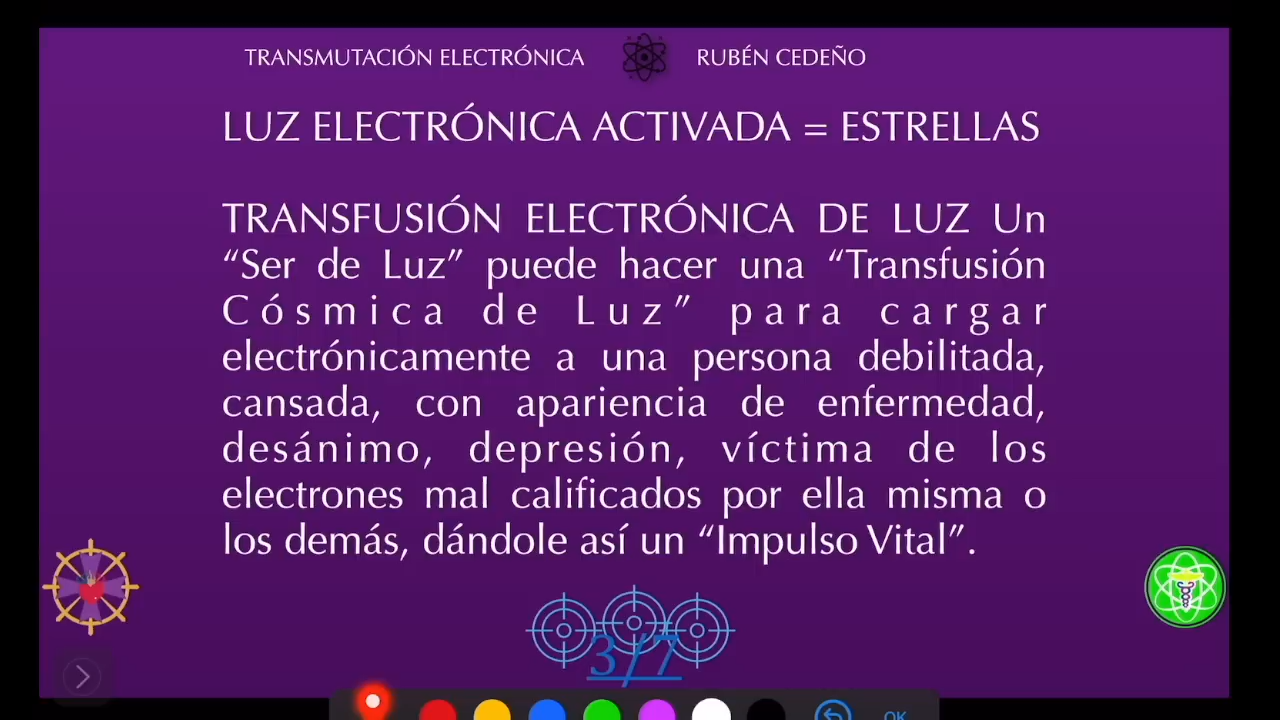 TRANSMUTACIÓN ELECTRÓNICA RUBÉN CEDEÑO
LUZ ELECTRÓNICA ACTIVADA = ESTRELLAS
TRANSFUSIÓN ELECTRÓNICA DE LUZ Un
“Ser de Luz” puede hacer una “Transfusión
Cósmica de Luz” para cargar
electrónicamente a una persona debilitada,
cansada, con apariencia de enfermedad,
desánimo, depresión, víctima de los
electrones mal calificados por ella misma o
los demás, dándole así un “Impulso Vital”.
3/7
OK